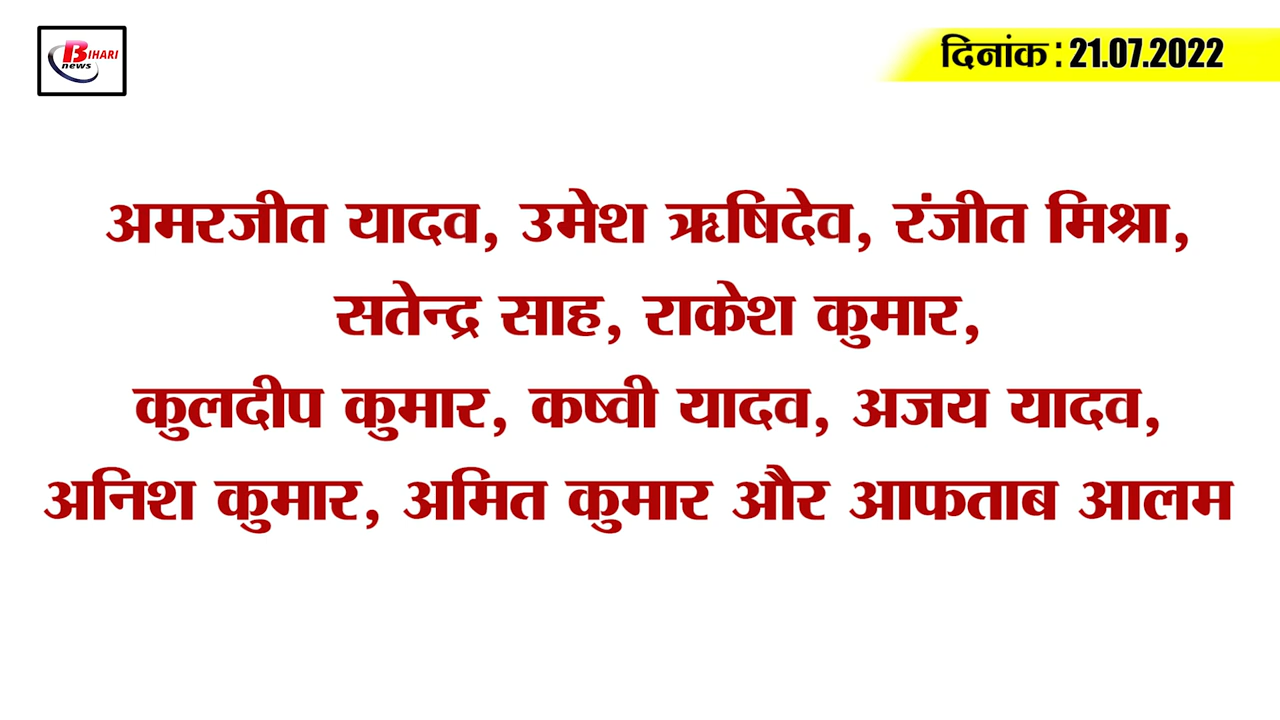 BIHARI
news
दिनांक : 21.07.2022
अमरजीत यादव, उमेश ऋषिदेव, रंजीत मिश्रा,
सतेन्द्र साह, राकेश कुमार,
कुलदीप कुमार, कष्वी यादव, अजय यादव,
अनिश कुमार, अमित कुमार और आफताब आलम